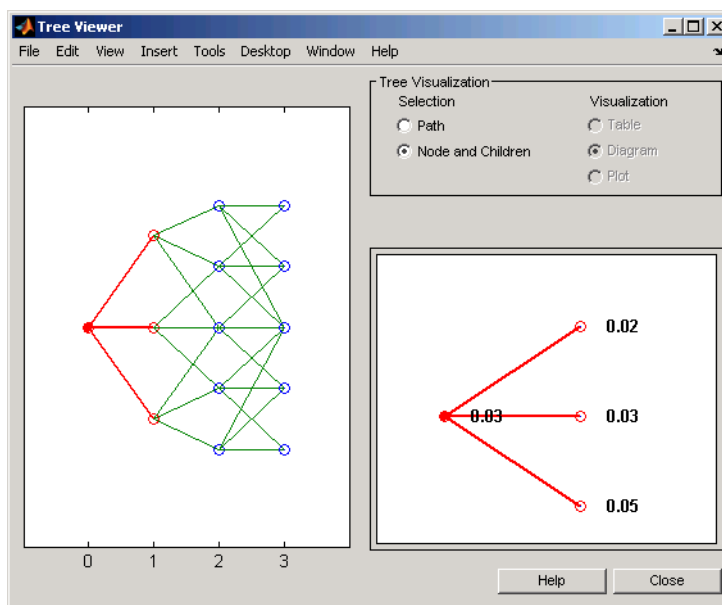 Tree Viewer
File Edit View Insert Tools Desktop Window Help
Tree Visualization
Selection Visualization
Path Table
Node and Children Diagram
Plot
0.02
0.03 0.03
0.05
0 1 2 3
Help Close